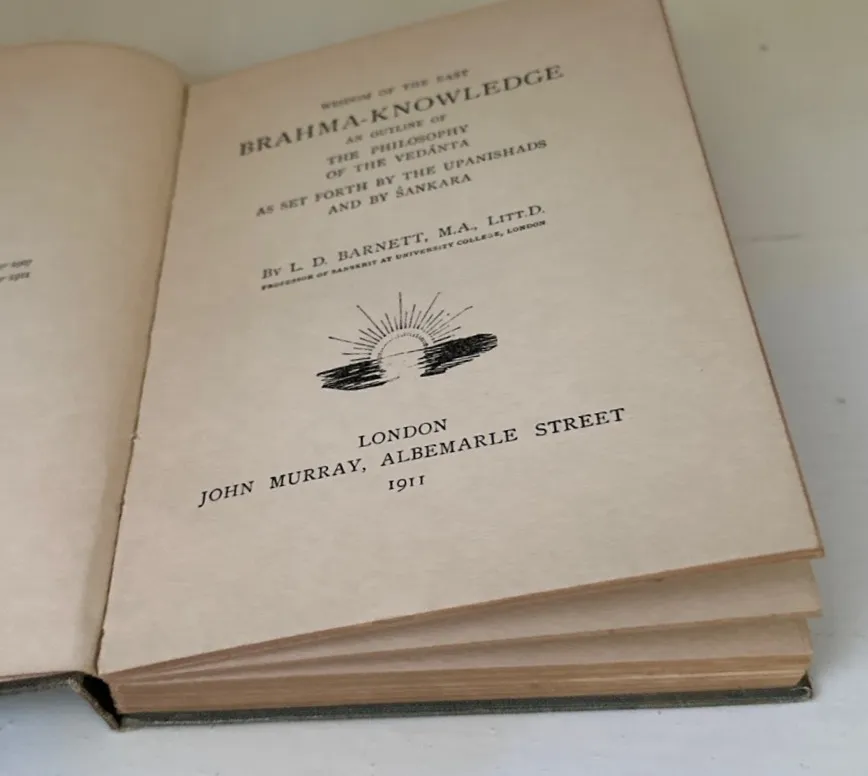 1907
1911
WISDOM OF THE EAST
BRAHMA-KNOWLEDGE
AN OUTLINE OF
THE PHILOSOPHY
OF THE VEDÂNTA
AS SET FORTH BY THE UPANISHADS
AND BY ŚANKARA
BY L. D. BARNETT, M.A., LITT.D.
PROFESSOR OF SANSKRIT AT UNIVERSITY COLLEGE, LONDON
LONDON
JOHN MURRAY, ALBEMARLE STREET
1911